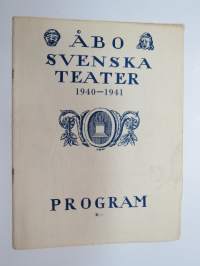 ÅBO
SVENSKA
TEATER
1940—1941
PROGRAM